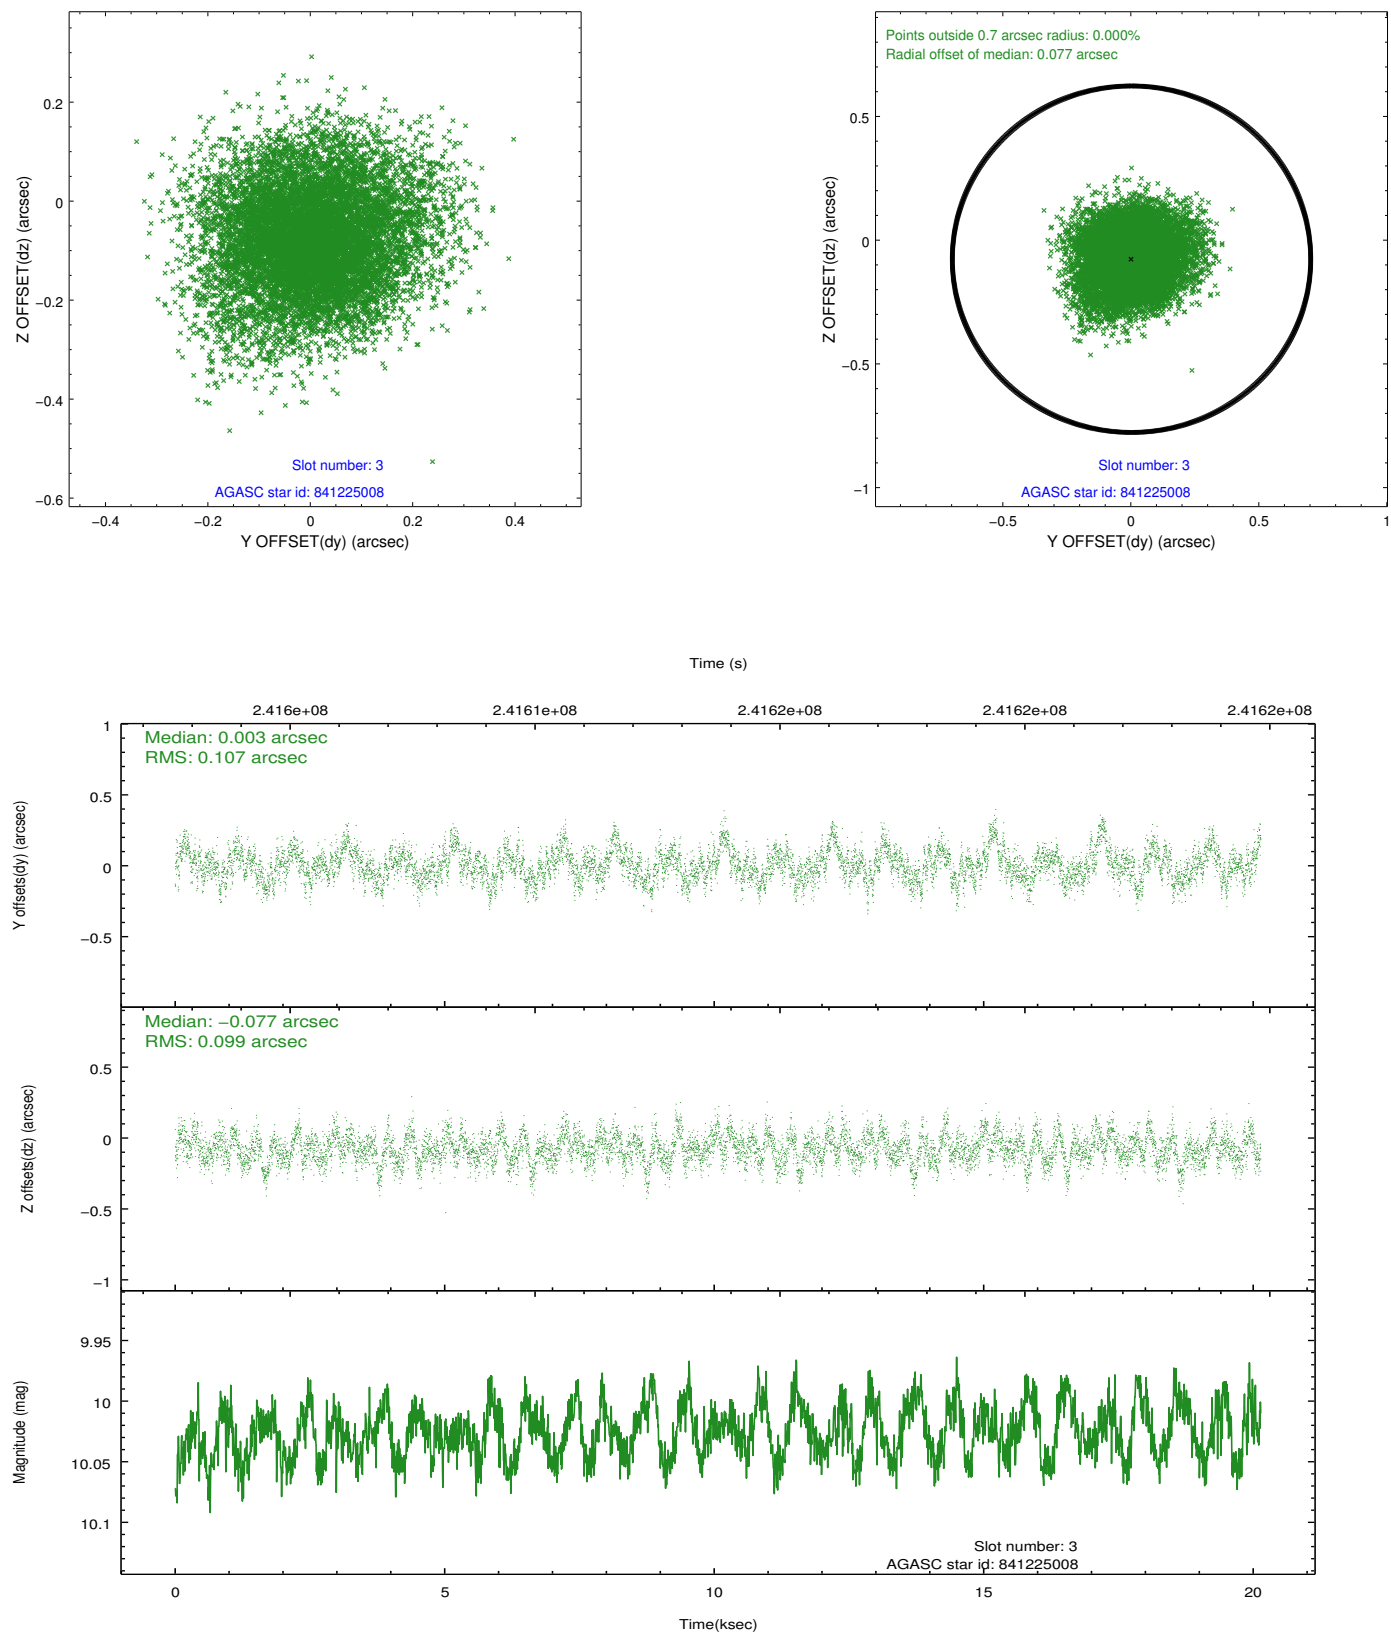 0.2
0
−0.2
−0.4
−0.6
Z OFFSET(dz) (arcsec)
Slot number: 3
AGASC star id: 841225008
−0.4
−0.2
0
0.2
0.4
Y OFFSET(dy) (arcsec)
Points outside 0.7 arcsec radius: 0.000%
Radial offset of median: 0.077 arcsec
0.5
0
−0.5
−1
Z OFFSET(dz) (arcsec)
Slot number: 3
AGASC star id: 841225008
−0.5
0
0.5
1
Y OFFSET(dy) (arcsec)
Time (s)
2.416e+08
2.4161e+08
2.4162e+08
2.4162e+08
2.4162e+08
Median: 0.003 arcsec
RMS: 0.107 arcsec
1
0.5
0
−0.5
Y offsets(dy) (arcsec)
Median: −0.077 arcsec
RMS: 0.099 arcsec
0.5
0
−0.5
−1
Z offsets(dz) (arcsec)
9.95
10
10.05
10.1
Magnitude (mag)
Slot number: 3
AGASC star id: 841225008
0
5
10
15
20
Time(ksec)